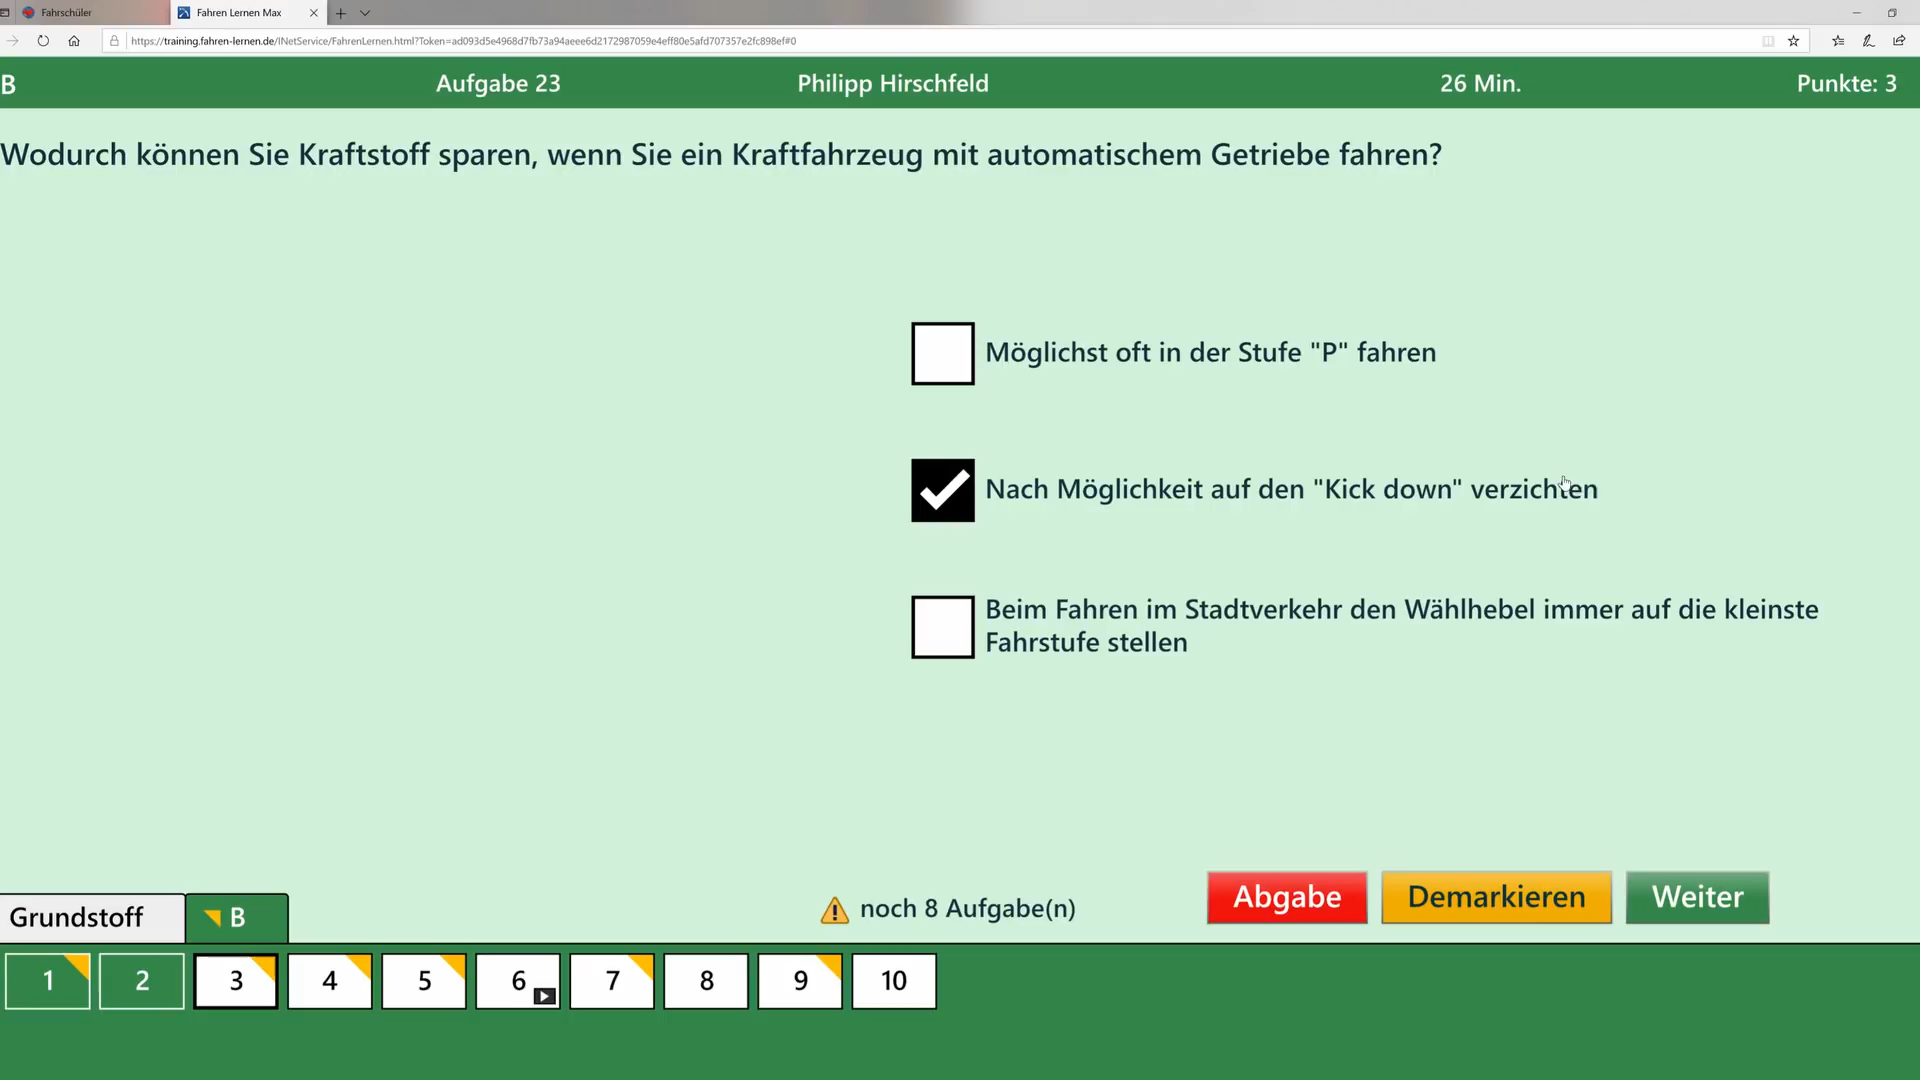 Fahrschüler
Fahren Lernen Max
https://training.fahren-lernen.de/INetService/FahrenLernen.html?Token=ad093d5e4968d7fb73a94aeee6d2172987059e4eff80e5afd707357e2fc898ef#0
B Aufgabe 23 Philipp Hirschfeld 26 Min. Punkte: 3
Wodurch können Sie Kraftstoff sparen, wenn Sie ein Kraftfahrzeug mit automatischem Getriebe fahren?
Möglichst oft in der Stufe "P" fahren
Nach Möglichkeit auf den "Kick down" verzichten
Beim Fahren im Stadtverkehr den Wählhebel immer auf die kleinste
Fahrstufe stellen
Grundstoff B noch 8 Aufgabe(n) Abgabe Demarkieren Weiter
1 2 3 4 5 6 7 8 9 10